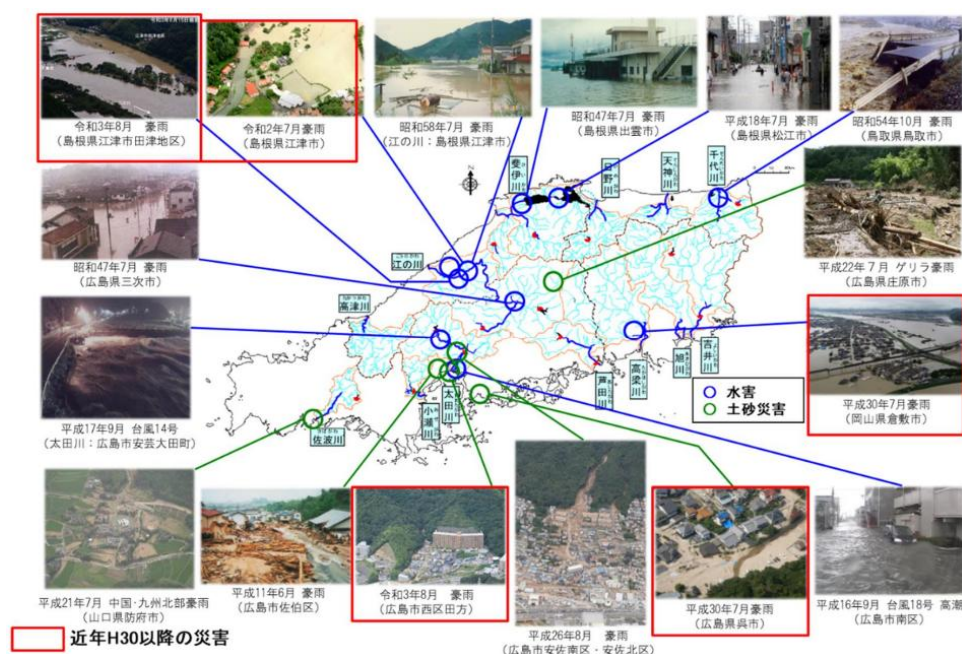 令和3年8月　豪雨
(島根県江津市田津地区)
令和2年7月豪雨
(島根県江津市)
昭和58年7月 豪雨
(江の川：島根県江津市)
昭和47年7月 豪雨
(島根県出雲市)
平成18年7月 豪雨
(島根県松江市)
昭和54年10月 豪雨
(鳥取県鳥取市)
昭和47年7月 豪雨
(広島県三次市)
平成22年7月 ゲリラ豪雨
(広島県庄原市)
平成17年9月 台風14号
(太田川：広島市安芸太田町)
平成30年7月豪雨
(岡山県倉敷市)
N
斐伊川
日野川
天神川
千代川
江の川
高津川
佐波川
小瀬川
太田川
芦田川
高梁川
旭川
吉井川
水害
土砂災害
平成21年7月 中国・九州北部豪雨
(山口県防府市)
平成11年6月 豪雨
(広島市佐伯区)
令和3年8月　豪雨
(広島市西区田方)
平成26年8月　豪雨
(広島市安佐南区・安佐北区)
平成30年7月豪雨
(広島県呉市)
平成16年9月 台風18号 高潮
(広島市南区)
近年H30以降の災害